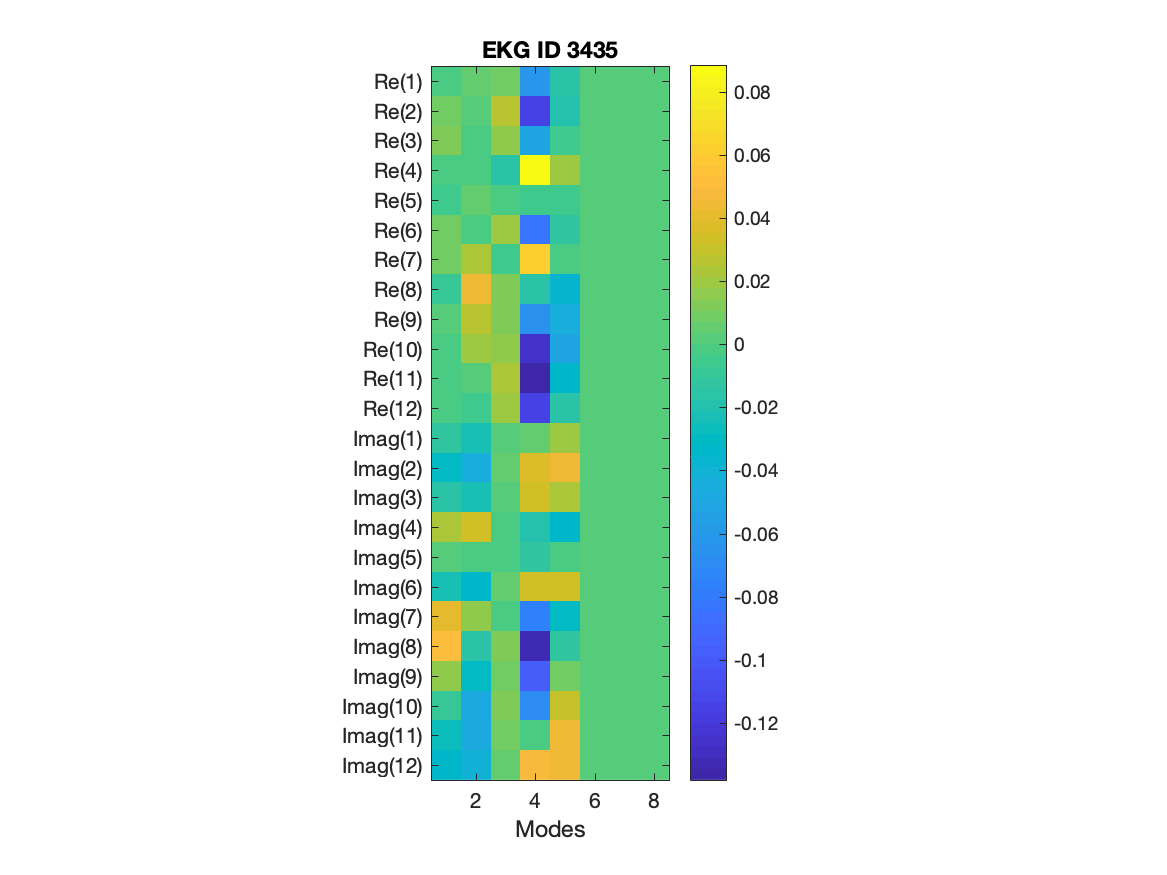 EKG ID 3435
Re(1)
Re(2)
Re(3)
Re(4)
Re(5)
Re(6)
Re(7)
Re(8)
Re(9)
Re(10)
Re(11)
Re(12)
Imag(1)
Imag(2)
Imag(3)
Imag(4)
Imag(5)
Imag(6)
Imag(7)
Imag(8)
Imag(9)
Imag(10)
Imag(11)
Imag(12)
2 4 6 8
Modes
0.08
0.06
0.04
0.02
0
-0.02
-0.04
-0.06
-0.08
-0.1
-0.12